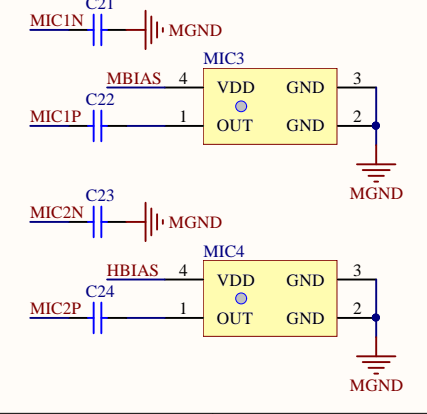 C21
MIC1N
MGND
MIC3
MBIAS 4 VDD GND 3
C22
MIC1P 1 OUT GND 2
MGND
C23
MIC2N
MGND
MIC4
HBIAS 4 VDD GND 3
C24
MIC2P 1 OUT GND 2
MGND